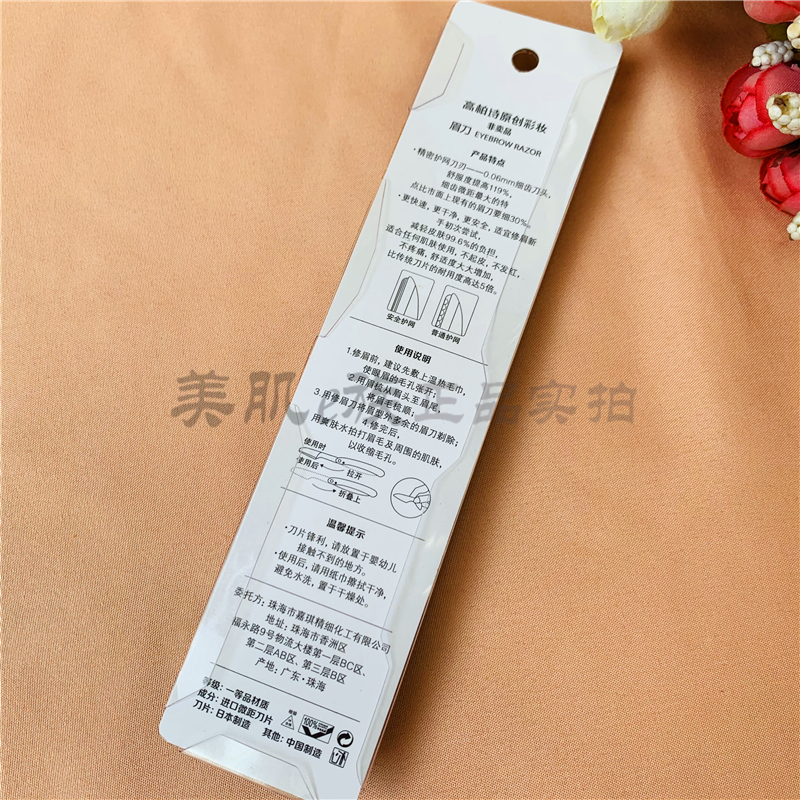 高柏诗原创彩妆
非卖品
眉刀 EYEBROW RAZOR
产品特点
·精密护网刀刃——0.06mm细齿刀头,
舒服度提高119%,
细齿微距最大的特
点比市面上现有的眉刀要细30%。
·更快速,更干净,更安全,适宜修眉新
手初次尝试,
减轻皮肤99.6%的负担,
适合任何肌肤使用,不起皮,不发红,
不疼痛,舒适度大大增加,
比传统刀片的耐用度高达5倍。
安全护网 普通护网
使用说明
1.修眉前,建议先敷上温热毛巾,
使眼眉的毛孔张开;
2.用眉梳从眉头至眉尾,
将眉毛梳顺;
3.用修眉刀将眉型外多余的眉刀剃除;
4.修完后,
用爽肤水拍打眉毛及周围的肌肤,
以收缩毛孔。
使用时 拉开
使用后 折叠上
温馨提示
·刀片锋利,请放置于婴幼儿
接触不到的地方。
·使用后,请用纸巾擦拭干净,
避免水洗,置于干燥处。
委托方:珠海市嘉琪精细化工有限公司
地址:珠海市香洲区
福永路9号物流大楼第一层BC区、
第二层AB区、第三层B区
产地:广东·珠海
等级:一等品材质
成分:进口微距刀片
刀片:日本制造 其他:中国制造
100%
美肌e族正品实拍